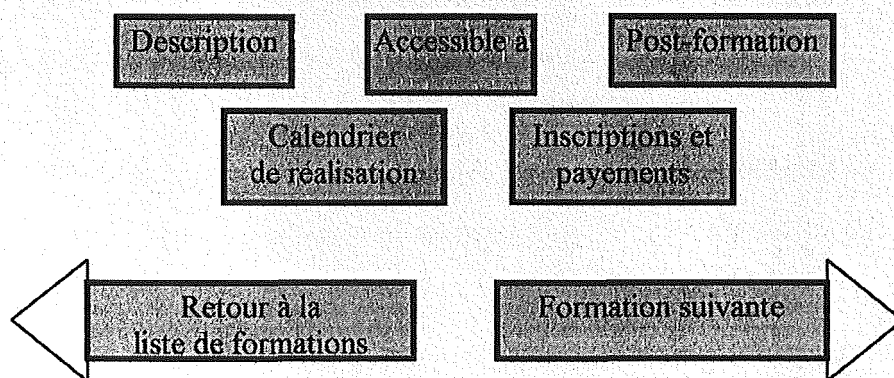 Description
Accessible à
Post-formation
Calendrier
de réalisation
Inscriptions et
payements
Retour à la
liste de formations
Formation suivante